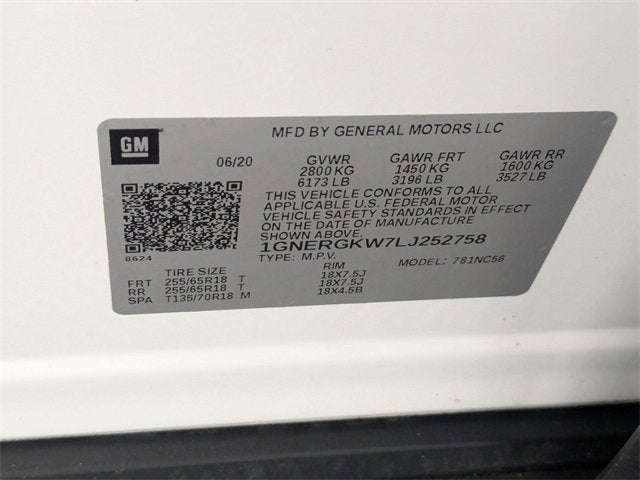 GM
MFD BY GENERAL MOTORS LLC
06/20 GVWR GAWR FRT GAWR RR
2800 KG 1450 KG 1600 KG
6173 LB 3196 LB 3527 LB
THIS VEHICLE CONFORMS TO ALL
APPLICABLE U.S. FEDERAL MOTOR
VEHICLE SAFETY STANDARDS IN EFFECT
ON THE DATE OF MANUFACTURE
SHOWN ABOVE.
1GNERGKW7LJ252758
8624 TYPE: M.P.V. MODEL: 781NC56
TIRE SIZE RIM
FRT 255/65R18 T 18X7.5J
RR 255/65R18 T 18X7.5J
SPA T135/70R18 M 18X4.5B